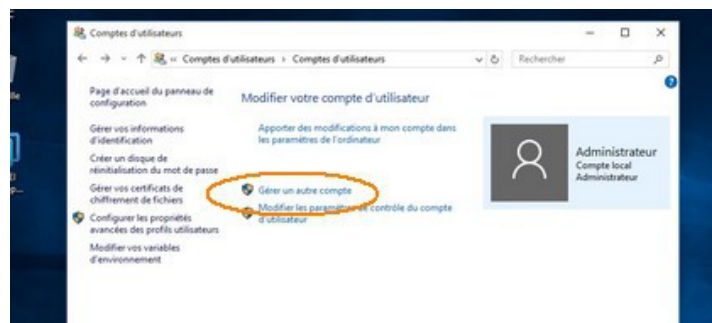 Comptes d'utilisateurs
« Comptes d'utilisateurs › Comptes d'utilisateurs
Rechercher
Page d'accueil du panneau de
configuration
Gérer vos informations
d'identification
Créer un disque de
réinitialisation du mot de passe
Gérer vos certificats de
chiffrement de fichiers
Configurer les propriétés
avancées des profils utilisateurs
Modifier vos variables
d'environnement
Modifier votre compte d'utilisateur
Apporter des modifications à mon compte dans
les paramètres de l'ordinateur
Gérer un autre compte
Modifier les paramètres de contrôle du compte
d'utilisateur
Administrateur
Compte local
Administrateur